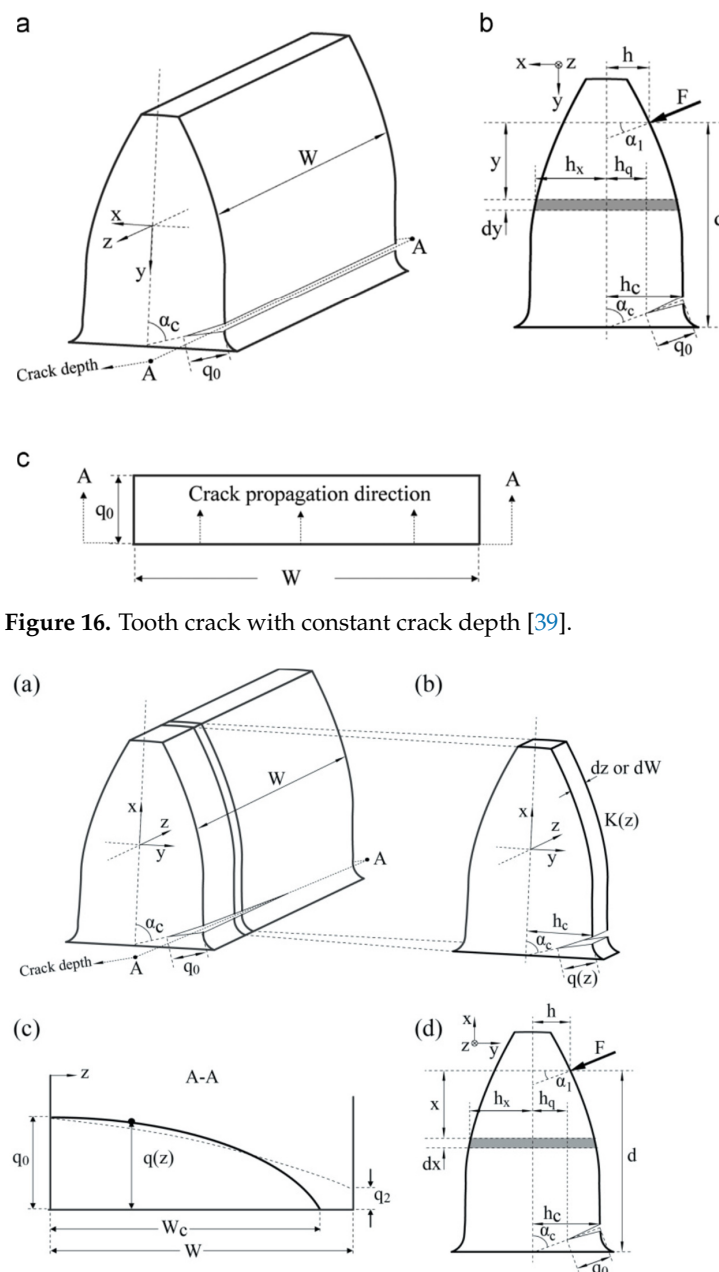 a
W
x
z
y
αc
A
Crack depth
A
q0
b
x z
y
h
F
α1
y
hx hq
dy
hc
αc
q0
c
A
A
q0
Crack propagation direction
W
Figure 16. Tooth crack with constant crack depth [39].
(a)
W
x
z
y
A
αc
Crack depth
A
q0
(b)
dz or dW
x
z
y
K(z)
hc
αc
q(z)
(c)
z
A-A
q0
q(z)
q2
Wc
W
(d)
x
z y
h
F
α1
x
hx hq
dx
d
hc
αc
q0